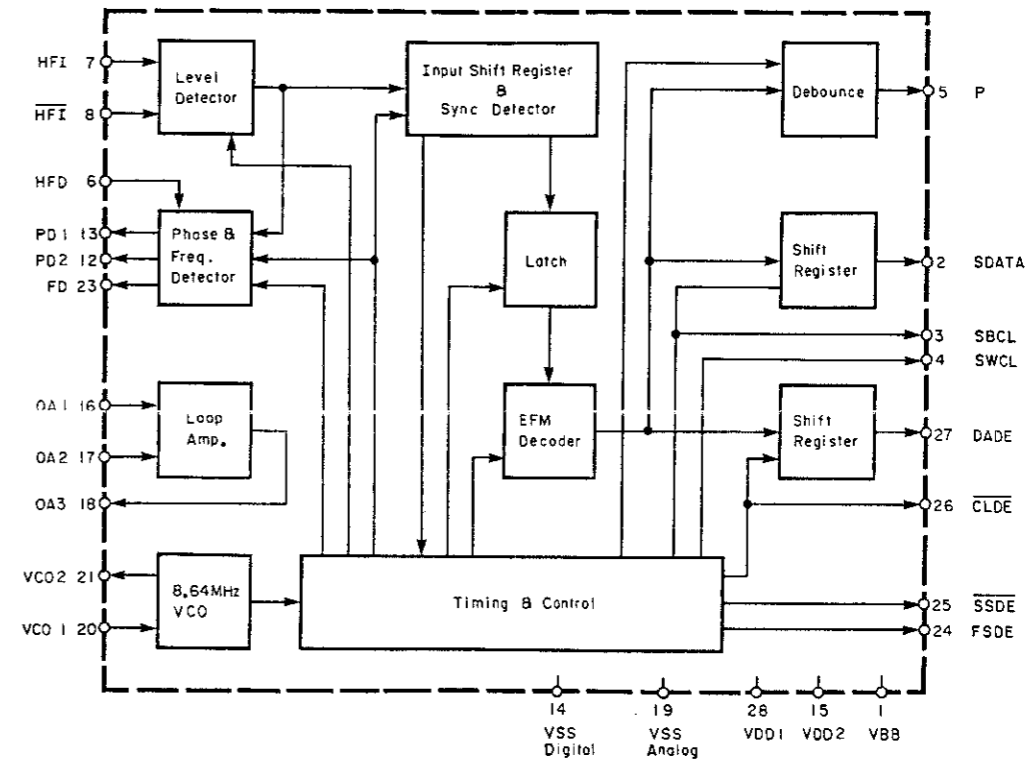 HFI 7
Level
Detector
Input Shift Register
&
Sync Detector
Debounce
5 P
HFI 8
HFD 6
PD1 13
Phase &
Freq.
Detector
PD2 12
FD 23
Latch
Shift
Register
2 SDATA
3 SBCL
4 SWCL
OA1 16
Loop
Amp.
OA2 17
OA3 18
EFM
Decoder
Shift
Register
27 DADE
26 CLDE
VCO2 21
8.64MHz
VCO
VCO 1 20
Timing & Control
25 SSDE
24 FSDE
14
VSS
Digital
19
VSS
Analog
28
VDD1
15
VDD2
1
VBB